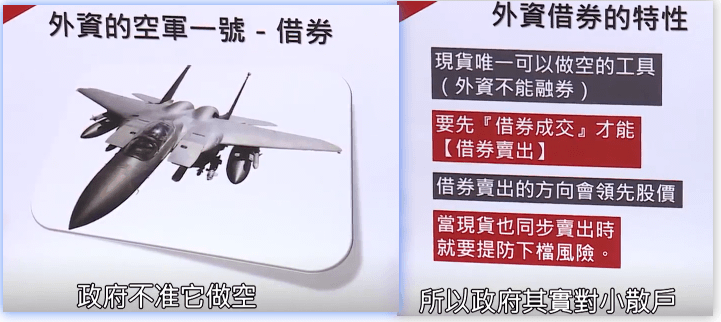 外資的空軍一號－借券
政府不准它做空
外資借券的特性
現貨唯一可以做空的工具
（外資不能融券）
要先『借券成交』才能
【借券賣出】
借券賣出的方向會領先股價
當現貨也同步賣出時
就要提防下檔風險。
所以政府其實對小散戶